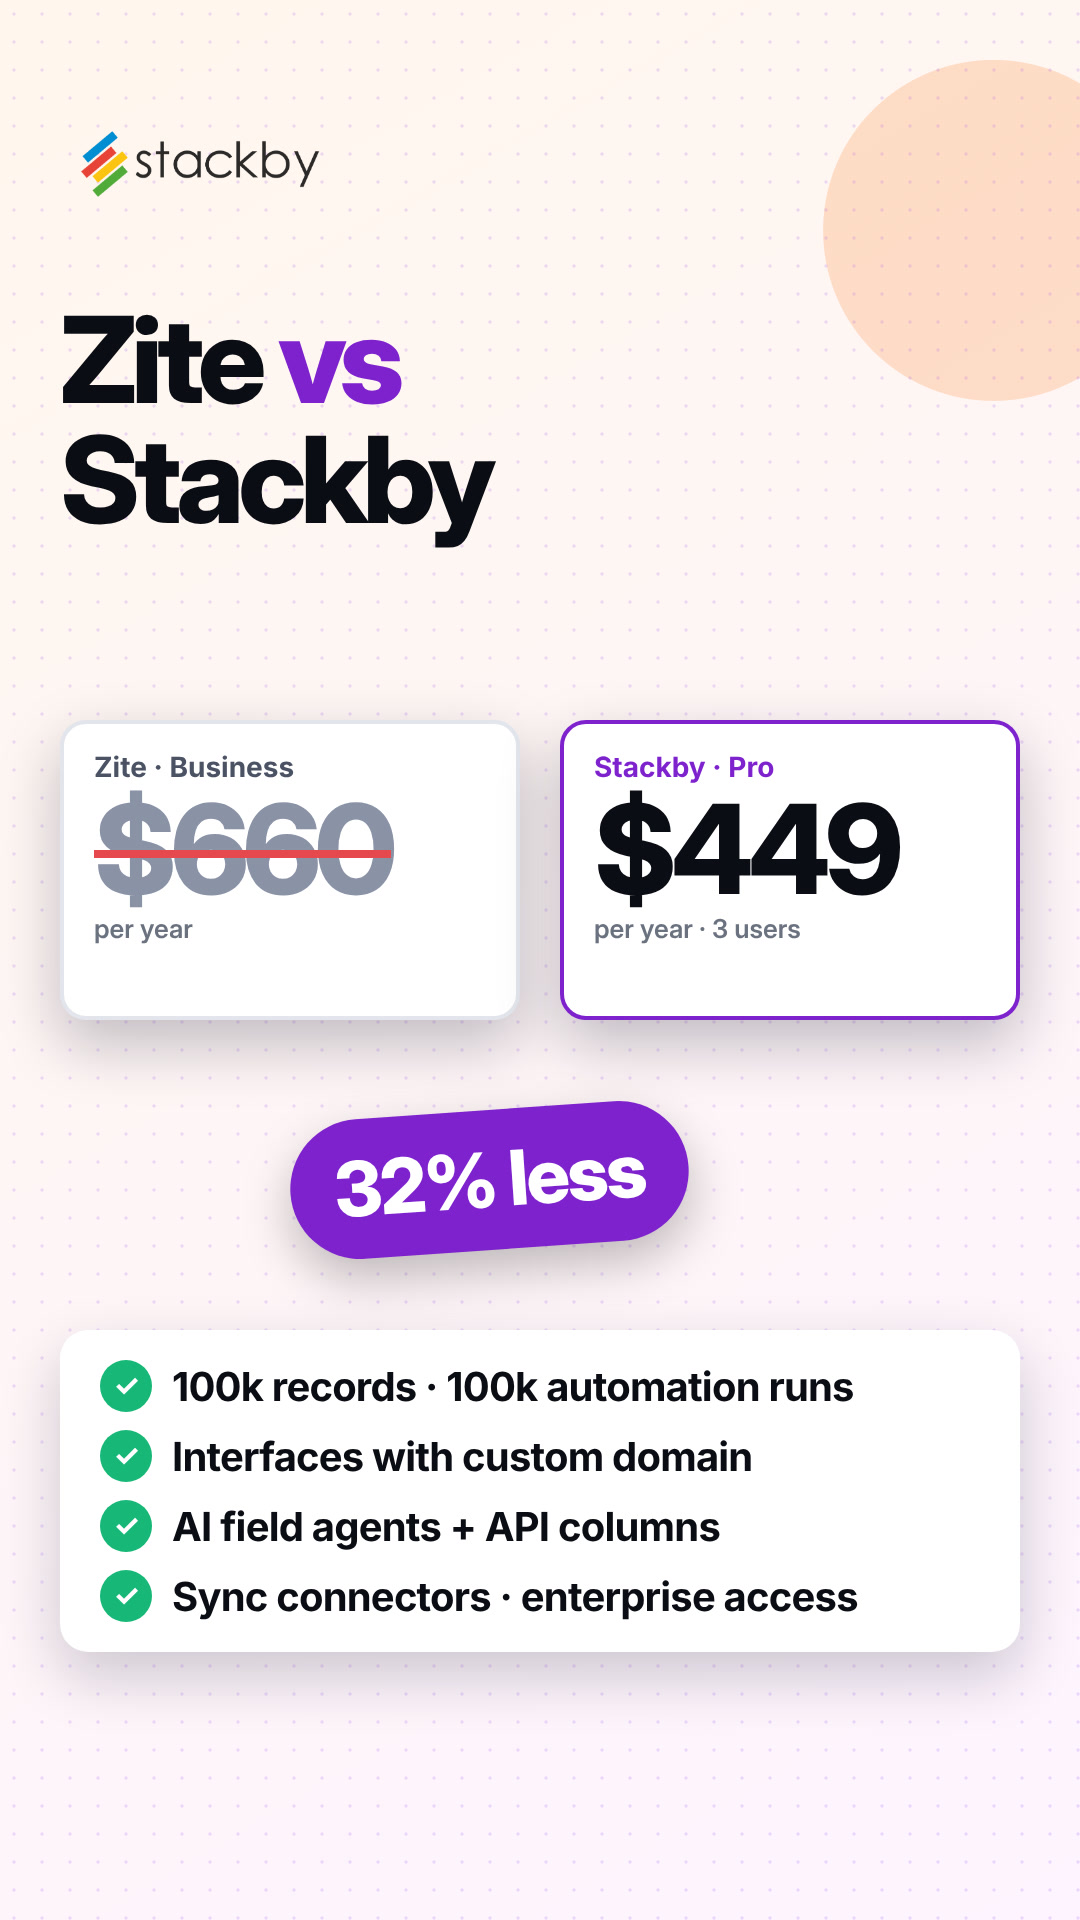 stackby
Zite vs
Stackby
Zite · Business
$660
per year
Stackby · Pro
$449
per year · 3 users
32% less
100k records · 100k automation runs
Interfaces with custom domain
AI field agents + API columns
Sync connectors · enterprise access